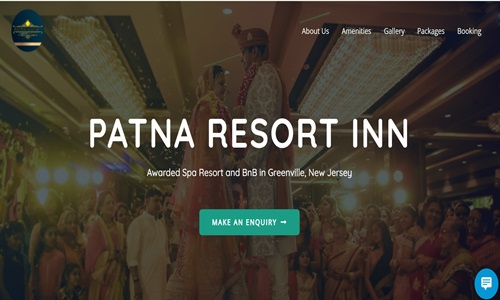 About Us
Amenities
Gallery
Packages
Booking
PATNA RESORT INN
Awarded Spa Resort and BnB in Greenville, New Jersey
MAKE AN ENQUIRY ➞